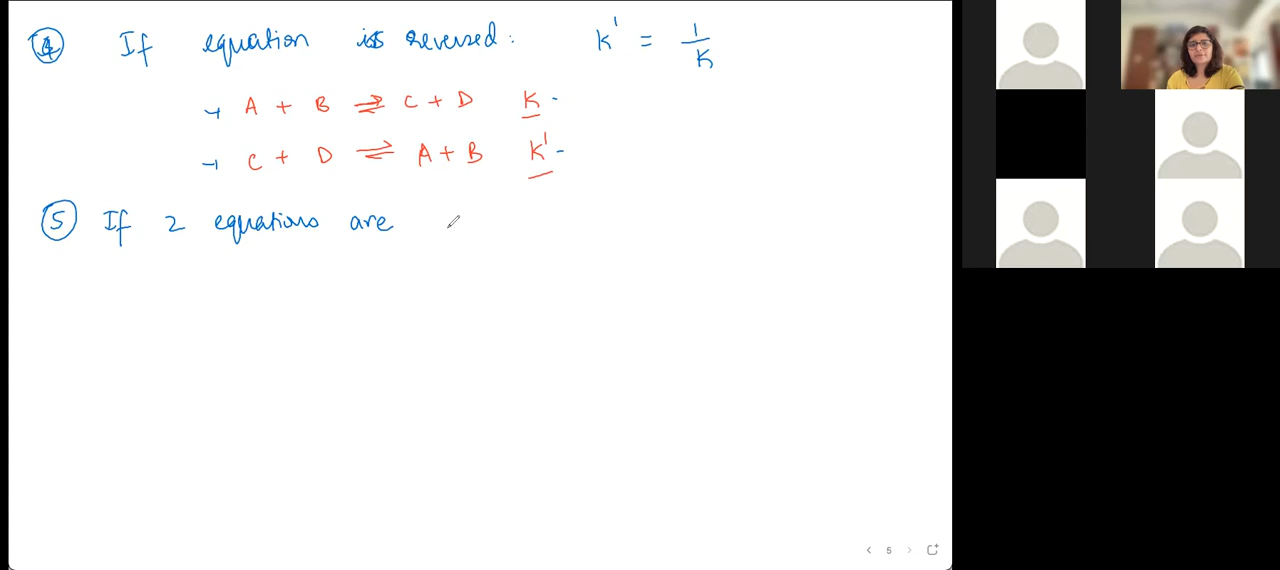 ④ If equation is reversed: K' = 1/K
→ A + B ⇌ C + D K
→ C + D ⇌ A + B K'
⑤ If 2 equations are
5